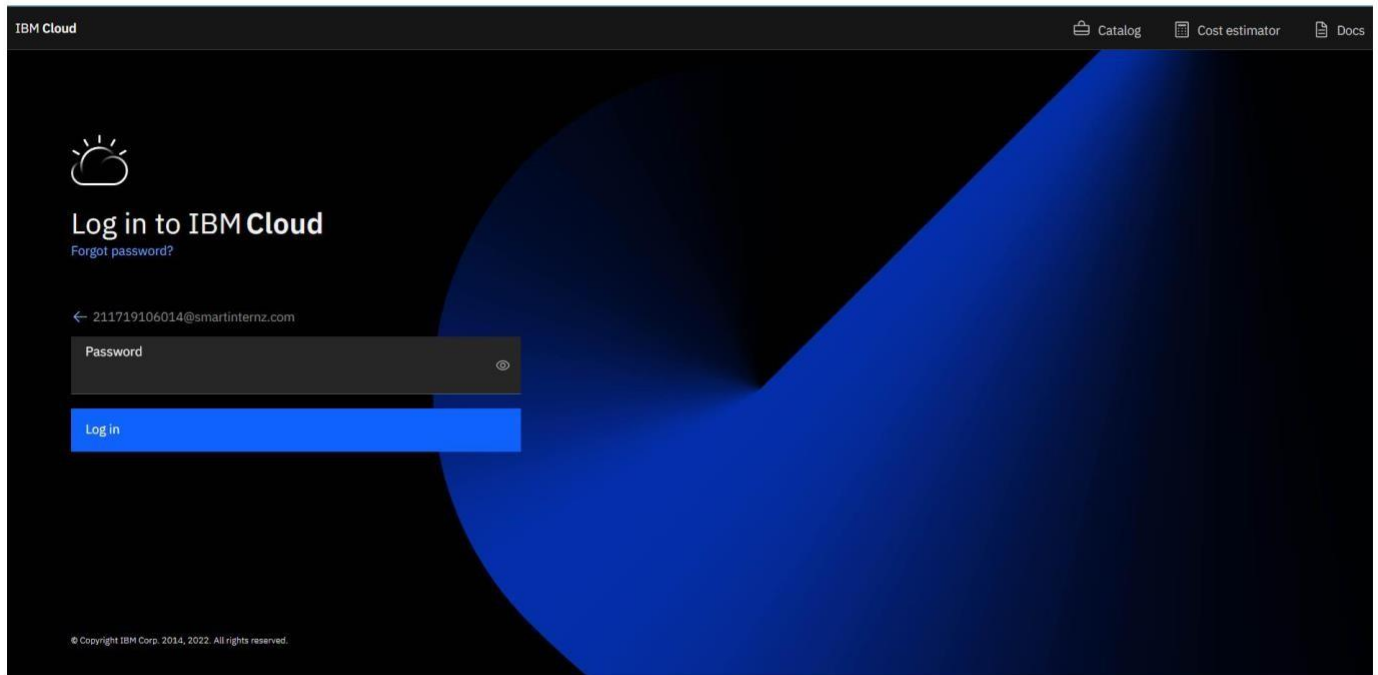 IBM Cloud
Catalog
Cost estimator
Docs
Log in to IBM Cloud
Forgot password?
← 211719106014@smartinternz.com
Password
Log in
© Copyright IBM Corp. 2014, 2022. All rights reserved.